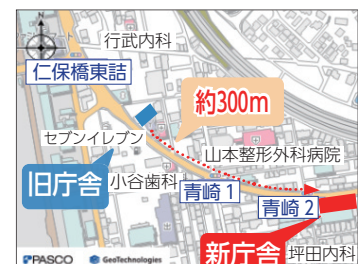 N
行武内科
仁保橋東詰
約300m
セブンイレブン
山本整形外科病院
旧庁舎
小谷歯科
青崎 1
青崎 2
新庁舎
坪田内科
PASCO
GeoTechnologies